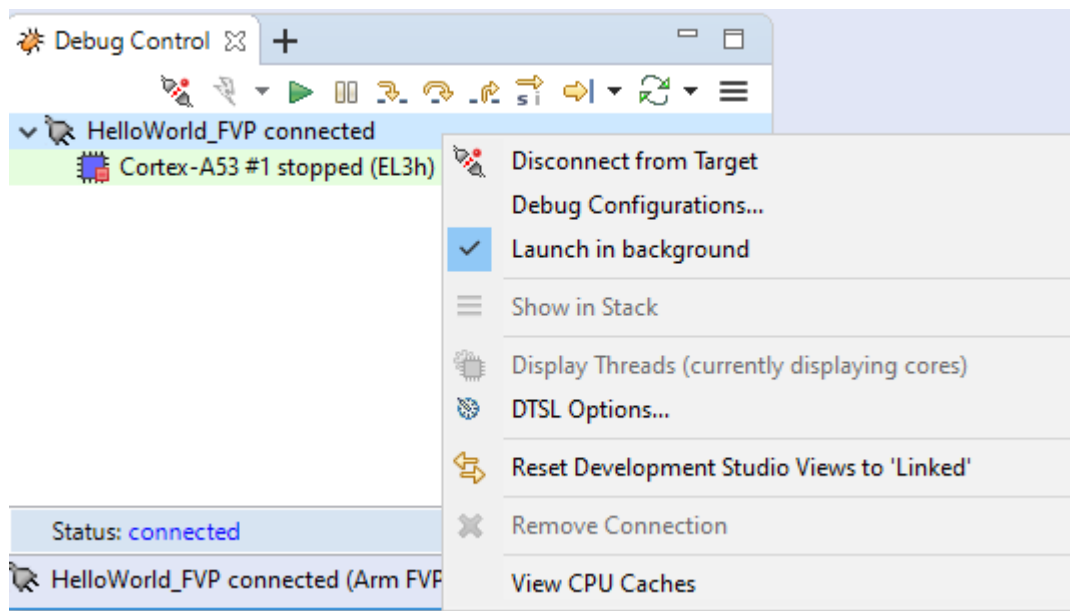 Debug Control
HelloWorld_FVP connected
Cortex-A53 #1 stopped (EL3h)
Disconnect from Target
Debug Configurations...
Launch in background
Show in Stack
Display Threads (currently displaying cores)
DTSL Options...
Reset Development Studio Views to 'Linked'
Remove Connection
View CPU Caches
Status: connected
HelloWorld_FVP connected (Arm FVP